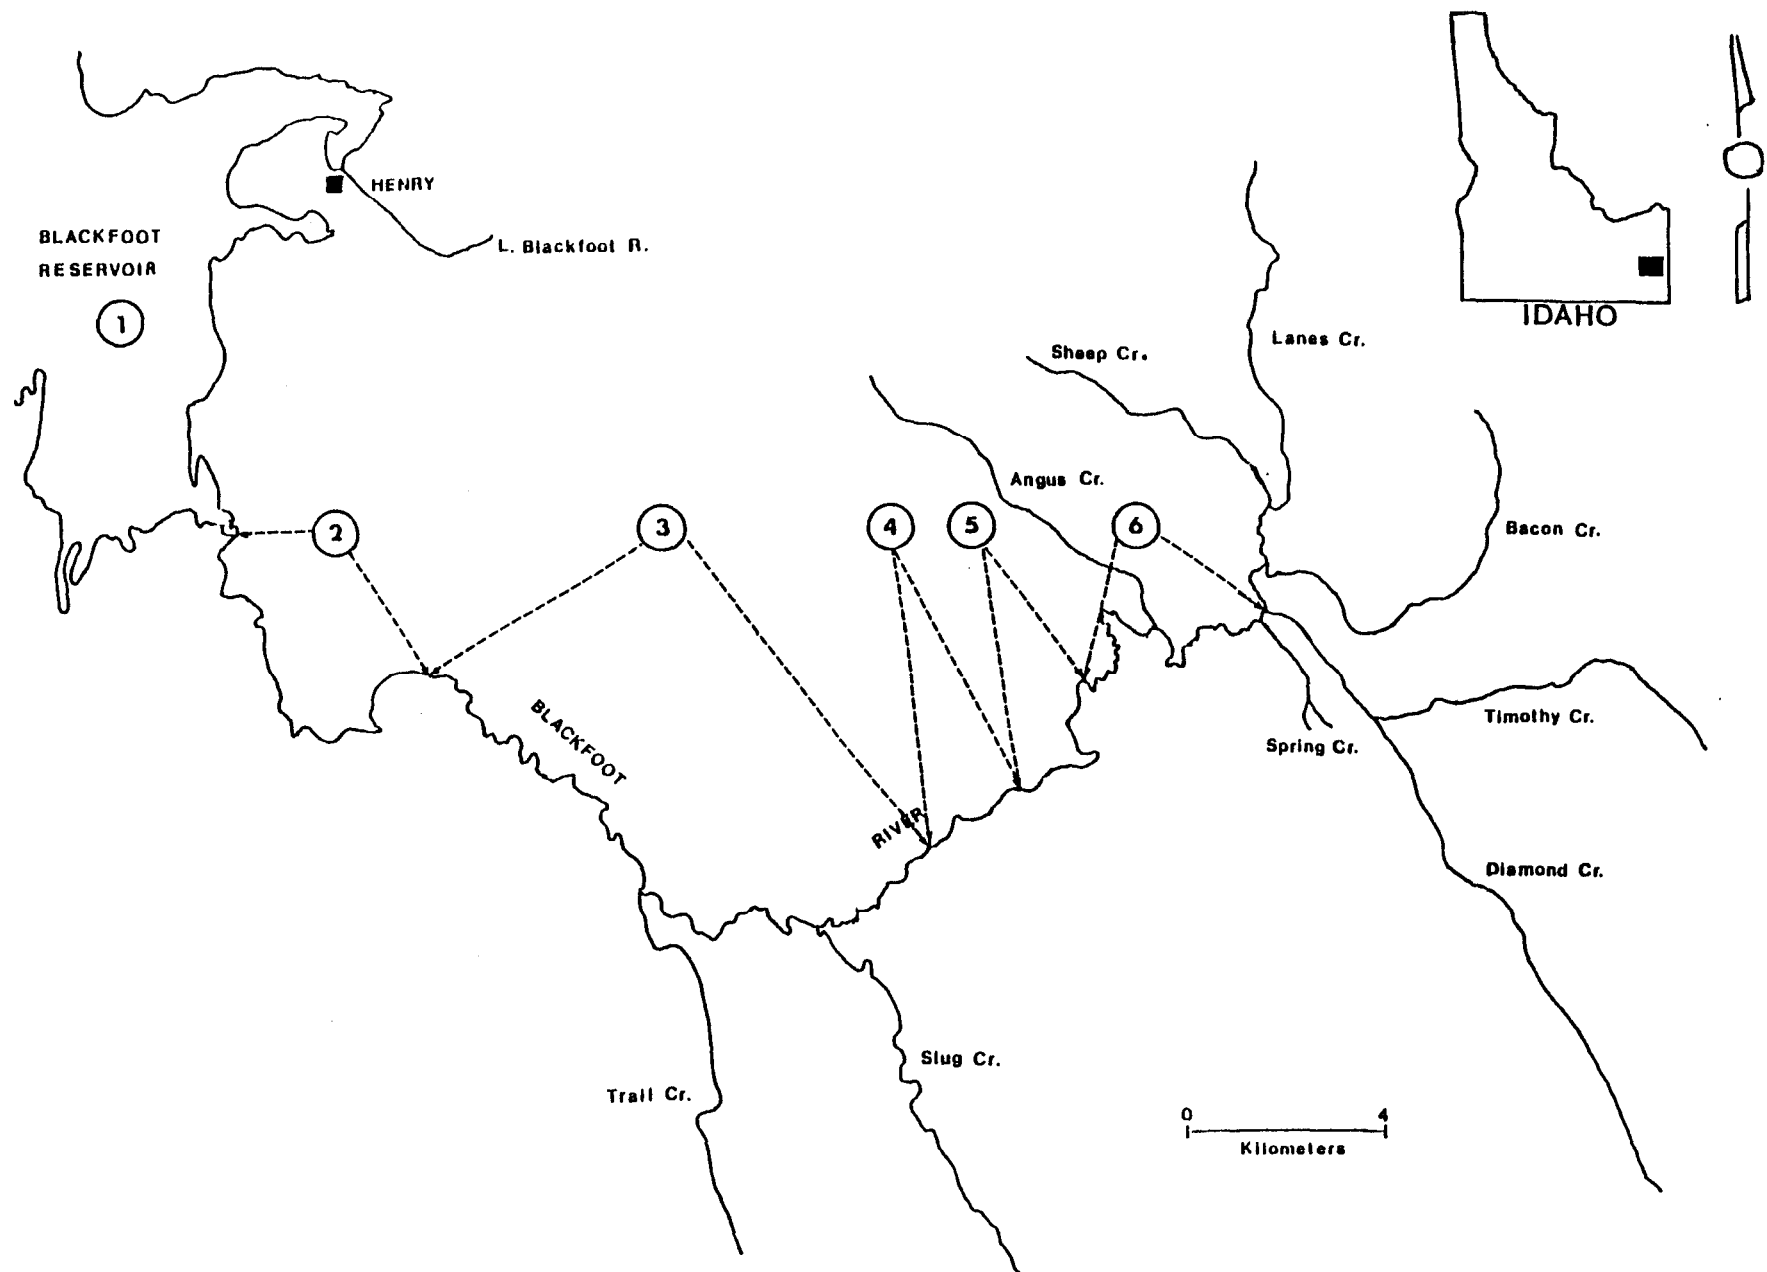 HENRY
L. Blackfoot R.
BLACKFOOT
RESERVOIR
1
IDAHO
Lanes Cr.
Sheep Cr.
Angus Cr.
2
3
4
5
6
Bacon Cr.
BLACKFOOT
RIVER
Timothy Cr.
Spring Cr.
Diamond Cr.
Slug Cr.
Trail Cr.
0 4
Kilometers